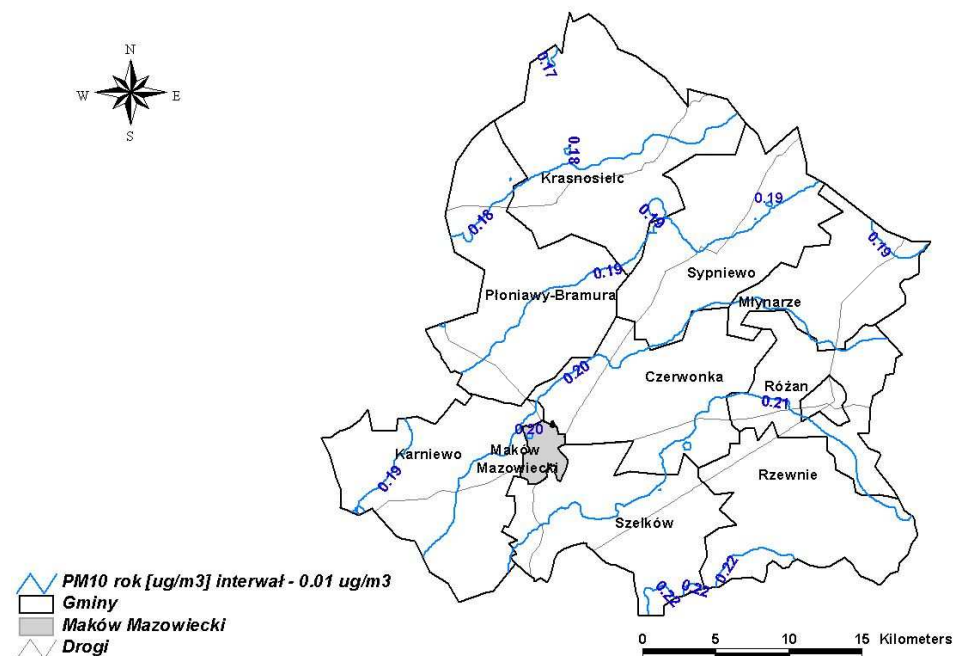 N
W E
S
0.17
0.18
Krasnosielc
0.18
0.19
0.19
0.19
0.19
Sypniewo
Płoniawy-Bramura
Młynarze
0.20
Czerwonka
Różan
0.21
0.20
Karniewo
Maków
Mazowiecki
0.19
Rzewnie
Szelków
0.22
0.22
0.22
PM10 rok [ug/m3] interwał - 0.01 ug/m3
Gminy
Maków Mazowiecki
Drogi
0 5 10 15 Kilometers